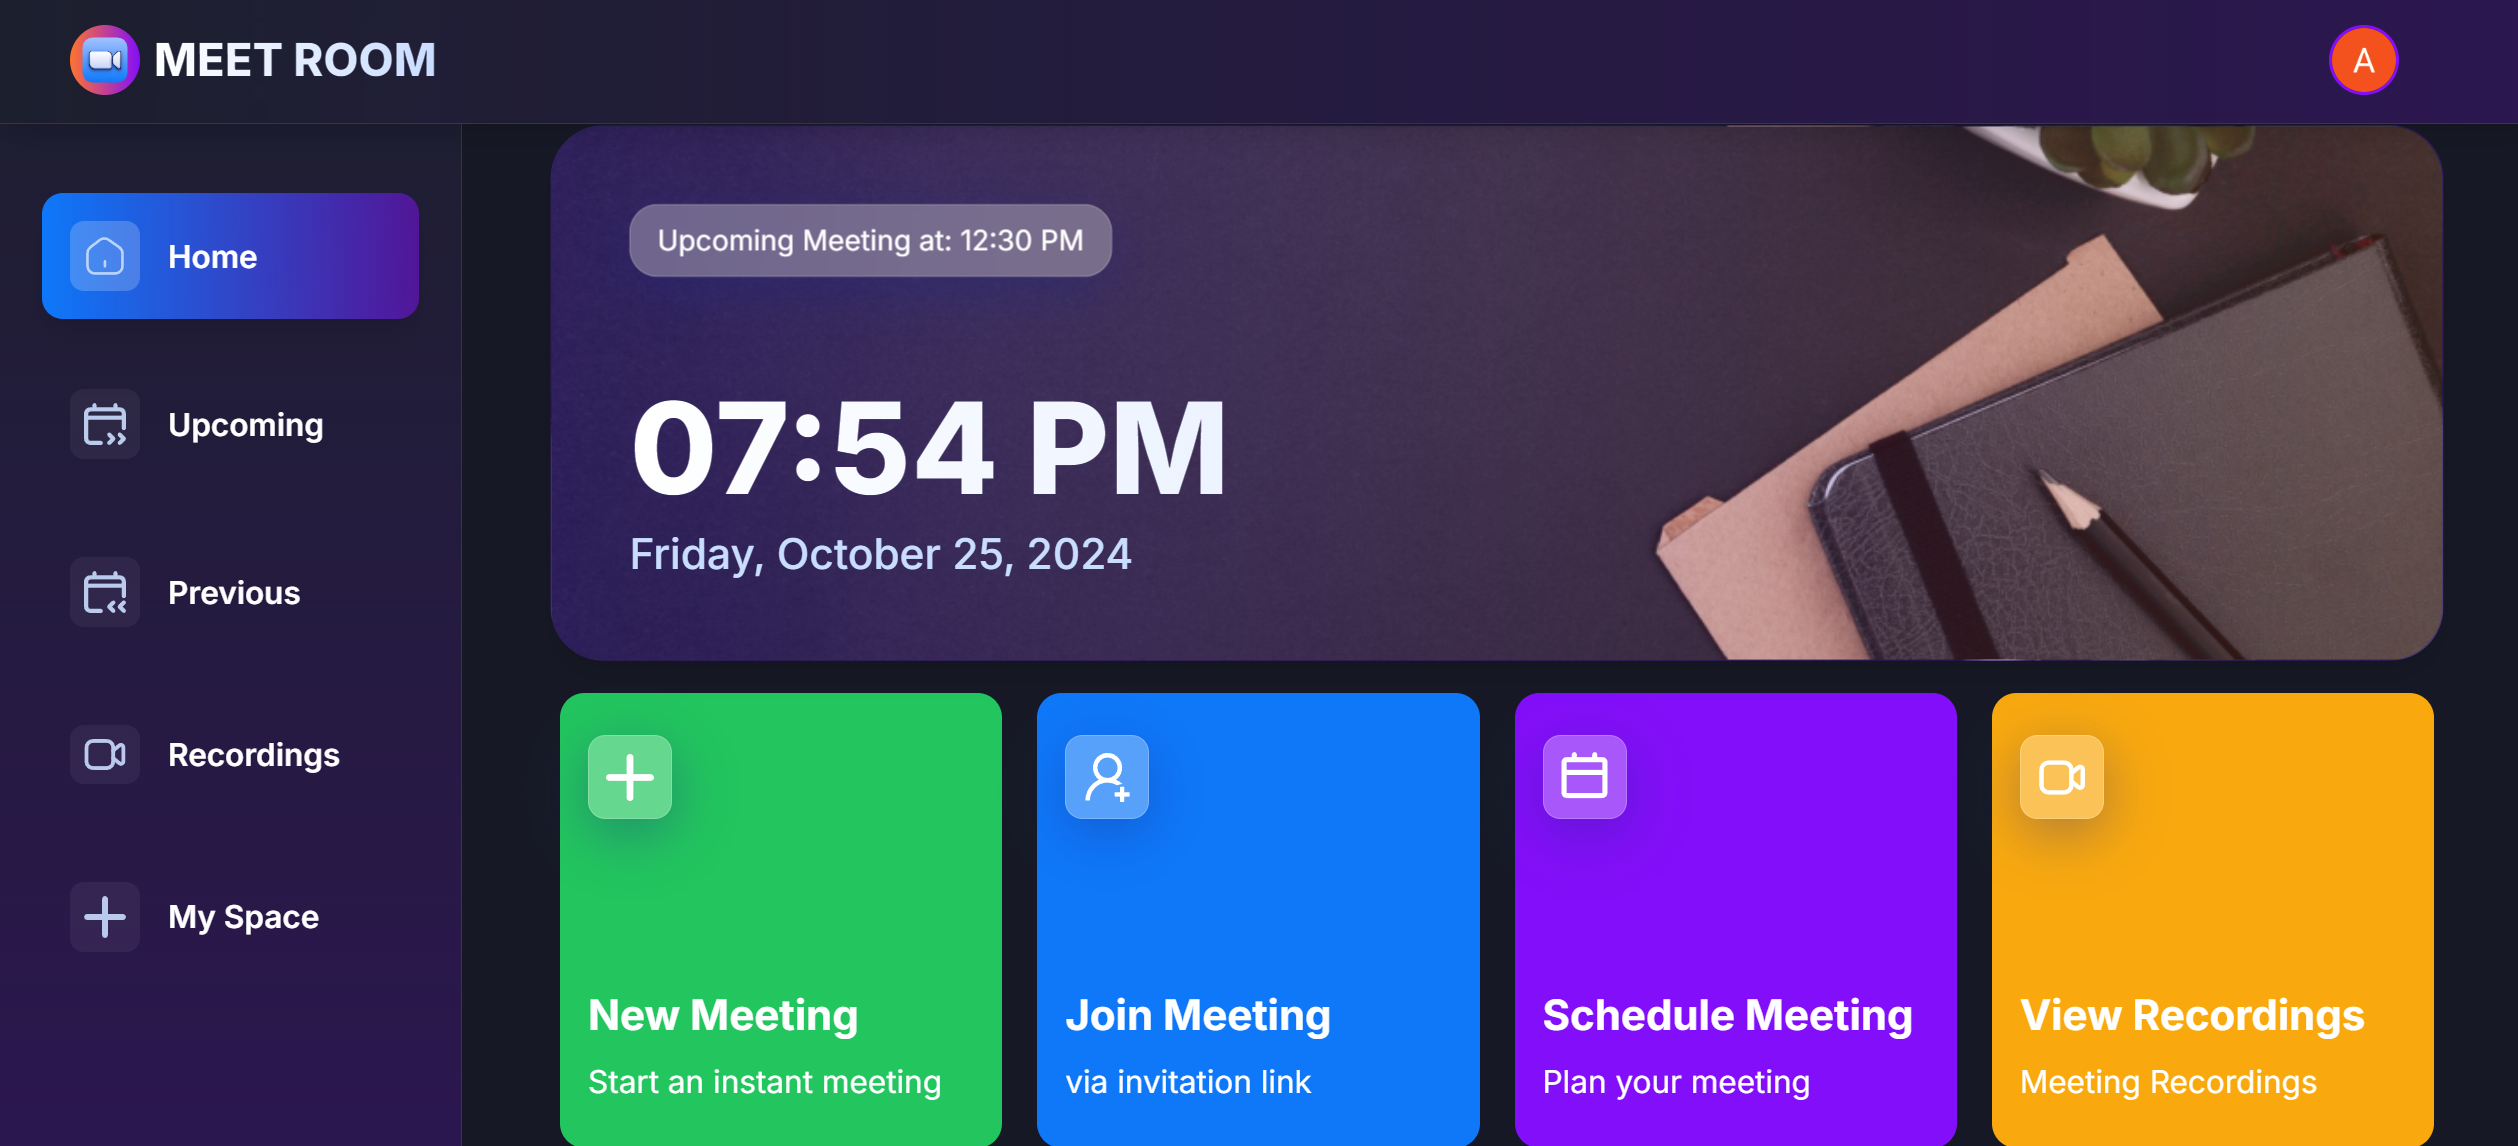 MEET ROOM
A
Home
Upcoming
Previous
Recordings
My Space
Upcoming Meeting at: 12:30 PM
07:54 PM
Friday, October 25, 2024
New Meeting
Start an instant meeting
Join Meeting
via invitation link
Schedule Meeting
Plan your meeting
View Recordings
Meeting Recordings